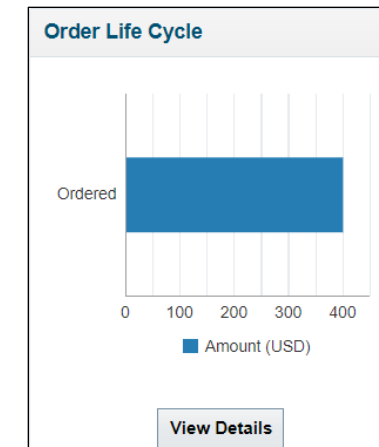 Order Life Cycle
Ordered
0 100 200 300 400
Amount (USD)
View Details